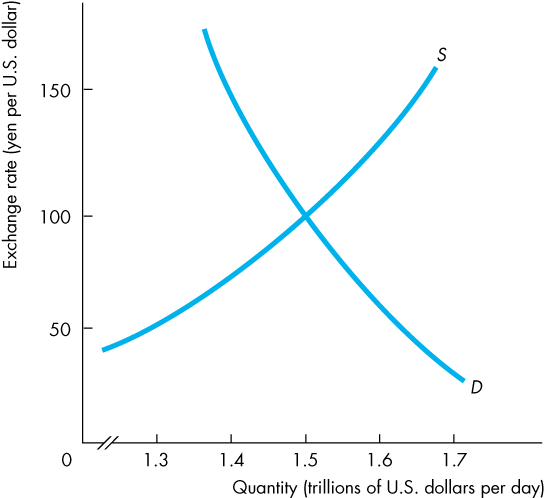 Exchange rate (yen per U.S. dollar)
150
100
50
0
S
D
1.3 1.4 1.5 1.6 1.7
Quantity (trillions of U.S. dollars per day)